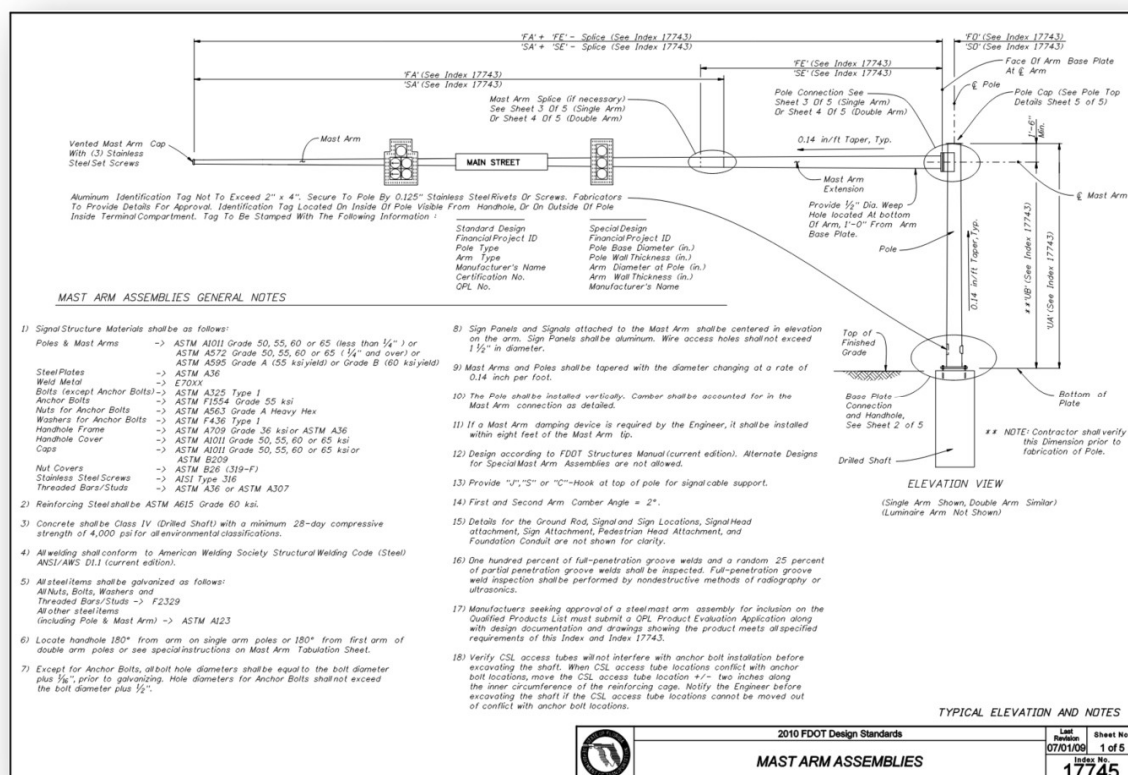 'FA' + 'FE' - Splice (See Index 17743)
'SA' + 'SE' - Splice (See Index 17743)
'FO' (See Index 17743)
'SO' (See Index 17743)
'FA' (See Index 17743)
'SA' (See Index 17743)
'FE' (See Index 17743)
'SE' (See Index 17743)
Face Of Arm Base Plate
At ℄ Arm
℄ Pole
Mast Arm Splice (if necessary)
See Sheet 3 Of 5 (Single Arm)
Or Sheet 4 Of 5 (Double Arm)
Pole Connection See
Sheet 3 Of 5 (Single Arm)
Or Sheet 4 Of 5 (Double Arm)
Pole Cap (See Pole Top
Details Sheet 5 of 5)
1'-6"
Min.
Vented Mast Arm Cap
With (3) Stainless
Steel Set Screws
Mast Arm
MAIN STREET
0.14 in/ft Taper, Typ.
Mast Arm
Extension
℄ Mast Arm
Provide ½" Dia. Weep
Hole located At bottom
Of Arm, 1'-0" From Arm
Base Plate.
Pole
0.14 in/ft Taper, Typ.
**'UB' (See Index 17743)
'UA' (See Index 17743)
Aluminum Identification Tag Not To Exceed 2" x 4". Secure To Pole By 0.125" Stainless Steel Rivets Or Screws. Fabricators
To Provide Details For Approval. Identification Tag Located On Inside Of Pole Visible From Handhole, Or On Outside Of Pole
Inside Terminal Compartment. Tag To Be Stamped With The Following Information :
Standard Design
Financial Project ID
Pole Type
Arm Type
Manufacturer's Name
Certification No.
QPL No.
Special Design
Financial Project ID
Pole Base Diameter (in.)
Pole Wall Thickness (in.)
Arm Diameter at Pole (in.)
Arm Wall Thickness (in.)
Manufacturer's Name
MAST ARM ASSEMBLIES GENERAL NOTES
1) Signal Structure Materials shall be as follows:
Poles & Mast Arms -> ASTM A1011 Grade 50, 55, 60 or 65 (less than ¼") or
ASTM A572 Grade 50, 55, 60 or 65 (¼" and over) or
ASTM A595 Grade A (55 ksi yield) or Grade B (60 ksi yield)
Steel Plates -> ASTM A36
Weld Metal -> E70XX
Bolts (except Anchor Bolts) -> ASTM A325 Type 1
Anchor Bolts -> ASTM F1554 Grade 55 ksi
Nuts for Anchor Bolts -> ASTM A563 Grade A Heavy Hex
Washers for Anchor Bolts -> ASTM F436 Type 1
Handhole Frame -> ASTM A709 Grade 36 ksi or ASTM A36
Handhole Cover -> ASTM A1011 Grade 50, 55, 60 or 65 ksi
Caps -> ASTM A1011 Grade 50, 55, 60 or 65 ksi or
ASTM B209
Nut Covers -> ASTM B26 (319-F)
Stainless Steel Screws -> AISI Type 316
Threaded Bars/Studs -> ASTM A36 or ASTM A307
2) Reinforcing Steel shall be ASTM A615 Grade 60 ksi.
3) Concrete shall be Class IV (Drilled Shaft) with a minimum 28-day compressive
strength of 4,000 psi for all environmental classifications.
4) All welding shall conform to American Welding Society Structural Welding Code (Steel)
ANSI/AWS D1.1 (current edition).
5) All steel items shall be galvanized as follows:
All Nuts, Bolts, Washers and
Threaded Bars/Studs -> F2329
All other steel items
(including Pole & Mast Arm) -> ASTM A123
6) Locate handhole 180° from arm on single arm poles or 180° from first arm of
double arm poles or see special instructions on Mast Arm Tabulation Sheet.
7) Except for Anchor Bolts, all bolt hole diameters shall be equal to the bolt diameter
plus 1/16", prior to galvanizing. Hole diameters for Anchor Bolts shall not exceed
the bolt diameter plus ½".
8) Sign Panels and Signals attached to the Mast Arm shall be centered in elevation
on the arm. Sign Panels shall be aluminum. Wire access holes shall not exceed
1 ½" in diameter.
9) Mast Arms and Poles shall be tapered with the diameter changing at a rate of
0.14 inch per foot.
10) The Pole shall be installed vertically. Camber shall be accounted for in the
Mast Arm connection as detailed.
11) If a Mast Arm damping device is required by the Engineer, it shall be installed
within eight feet of the Mast Arm tip.
12) Design according to FDOT Structures Manual (current edition). Alternate Designs
for Special Mast Arm Assemblies are not allowed.
13) Provide "J","S" or "C"-Hook at top of pole for signal cable support.
14) First and Second Arm Camber Angle = 2°.
15) Details for the Ground Rod, Signal and Sign Locations, Signal Head
attachment, Sign Attachment, Pedestrian Head Attachment, and
Foundation Conduit are not shown for clarity.
16) One hundred percent of full-penetration groove welds and a random 25 percent
of partial penetration groove welds shall be inspected. Full-penetration groove
weld inspection shall be performed by nondestructive methods of radiography or
ultrasonics.
17) Manufactuers seeking approval of a steel mast arm assembly for inclusion on the
Qualified Products List must submit a QPL Product Evaluation Application along
with design documentation and drawings showing the product meets all specified
requirements of this Index and Index 17743.
18) Verify CSL access tubes will not interfere with anchor bolt installation before
excavating the shaft. When CSL access tube locations conflict with anchor
bolt locations, move the CSL access tube location +/- two inches along
the inner circumference of the reinforcing cage. Notify the Engineer before
excavating the shaft if the CSL access tube locations cannot be moved out
of conflict with anchor bolt locations.
Top of
Finished
Grade
Base Plate
Connection
and Handhole,
See Sheet 2 of 5
Drilled Shaft
Bottom of
Plate
** NOTE: Contractor shall verify
this Dimension prior to
fabrication of Pole.
ELEVATION VIEW
(Single Arm Shown, Double Arm Similar)
(Luminaire Arm Not Shown)
TYPICAL ELEVATION AND NOTES
2010 FDOT Design Standards
MAST ARM ASSEMBLIES
Last
Revision
07/01/09
Sheet No
1 of 5
Index No.
17745